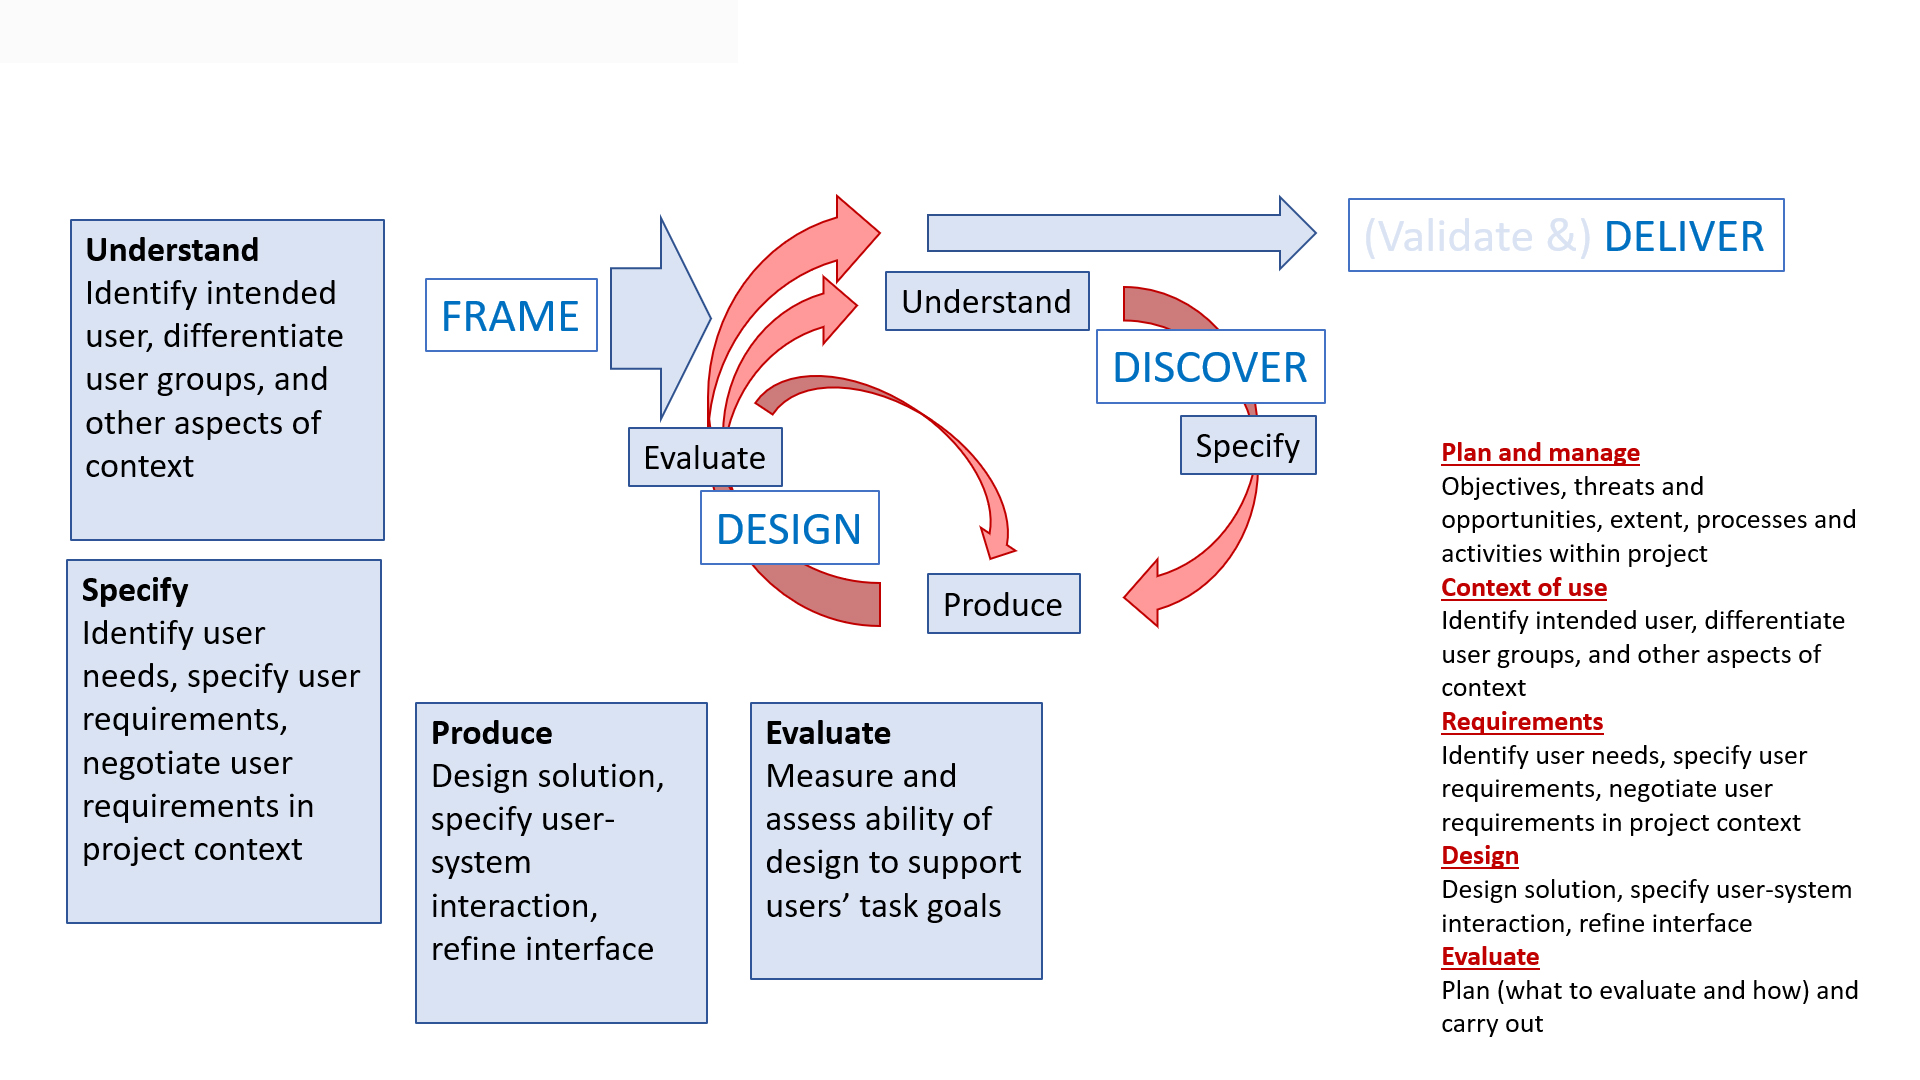 Understand
Identify intended
user, differentiate
user groups, and
other aspects of
context
Specify
Identify user
needs, specify user
requirements,
negotiate user
requirements in
project context
FRAME
Understand
(Validate &) DELIVER
DISCOVER
Specify
Evaluate
DESIGN
Produce
Produce
Design solution,
specify user-
system
interaction,
refine interface
Evaluate
Measure and
assess ability of
design to support
users’ task goals
Plan and manage
Objectives, threats and
opportunities, extent, processes and
activities within project
Context of use
Identify intended user, differentiate
user groups, and other aspects of
context
Requirements
Identify user needs, specify user
requirements, negotiate user
requirements in project context
Design
Design solution, specify user-system
interaction, refine interface
Evaluate
Plan (what to evaluate and how) and
carry out